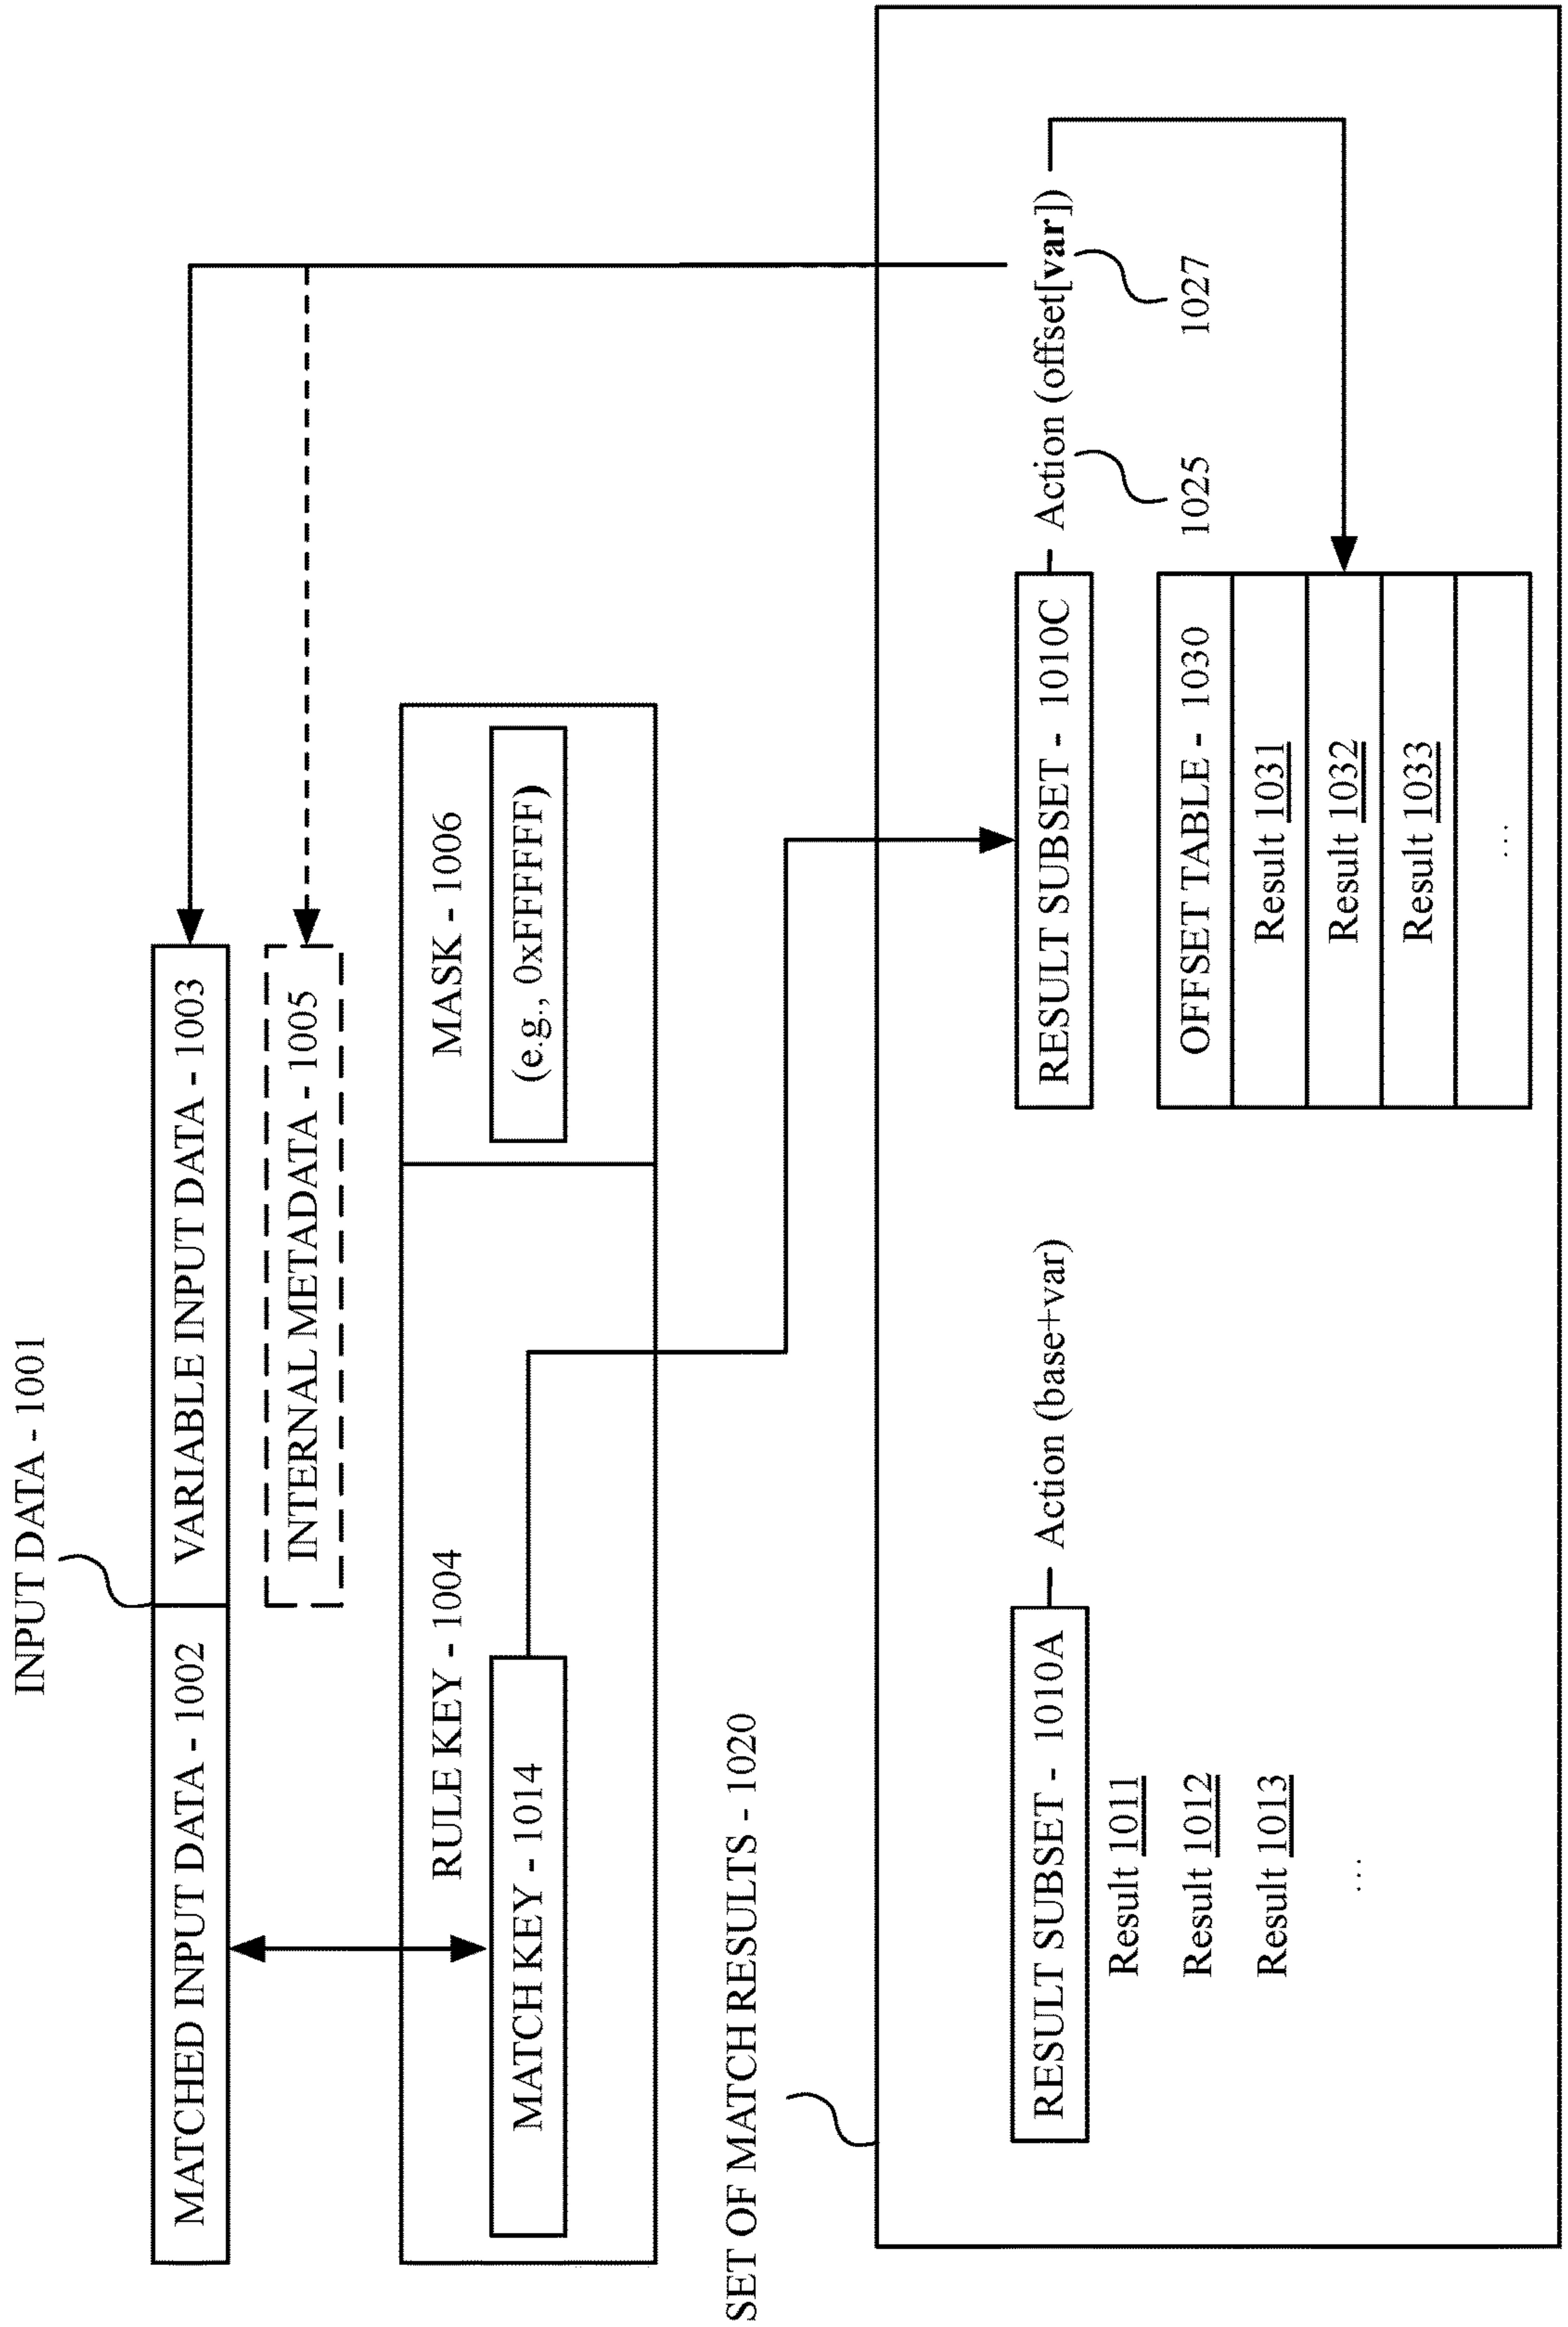 INPUT DATA - 1001
MATCHED INPUT DATA - 1002
VARIABLE INPUT DATA - 1003
INTERNAL METADATA - 1005
RULE KEY - 1004
MASK - 1006
MATCH KEY - 1014
(e.g., 0xFFFFFF)
SET OF MATCH RESULTS - 1020
RESULT SUBSET - 1010A
Action (base+var)
Result 1011
Result 1012
Result 1013
...
RESULT SUBSET - 1010C
Action (offset[var])
1025
1027
OFFSET TABLE - 1030
Result 1031
Result 1032
Result 1033
...